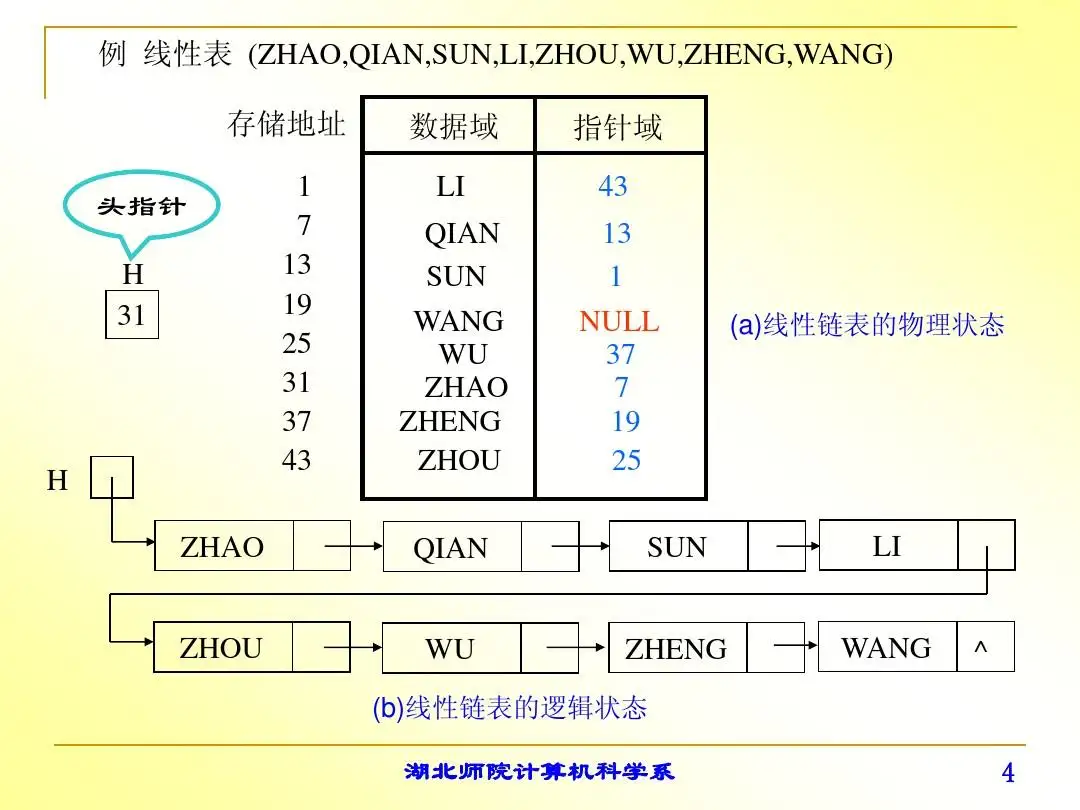 例 线性表 (ZHAO,QIAN,SUN,LI,ZHOU,WU,ZHENG,WANG)
存储地址 数据域 指针域
1 LI 43
7 QIAN 13
13 SUN 1
19 WANG NULL
25 WU 37
31 ZHAO 7
37 ZHENG 19
43 ZHOU 25
头指针
H
31
(a)线性链表的物理状态
H
ZHAO QIAN SUN LI
ZHOU WU ZHENG WANG ^
(b)线性链表的逻辑状态
湖北师院计算机科学系 4